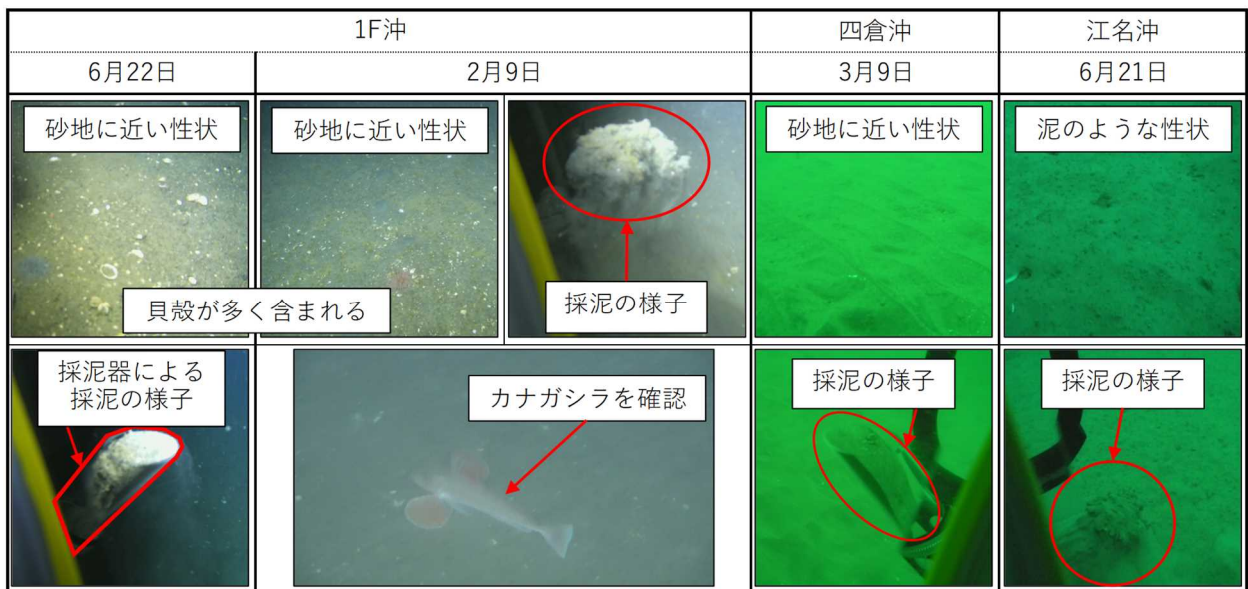 1F沖
四倉沖
江名沖
6月22日
2月9日
3月9日
6月21日
砂地に近い性状
砂地に近い性状
砂地に近い性状
泥のような性状
採泥の様子
貝殻が多く含まれる
採泥器による
採泥の様子
カナガシラを確認
採泥の様子
採泥の様子